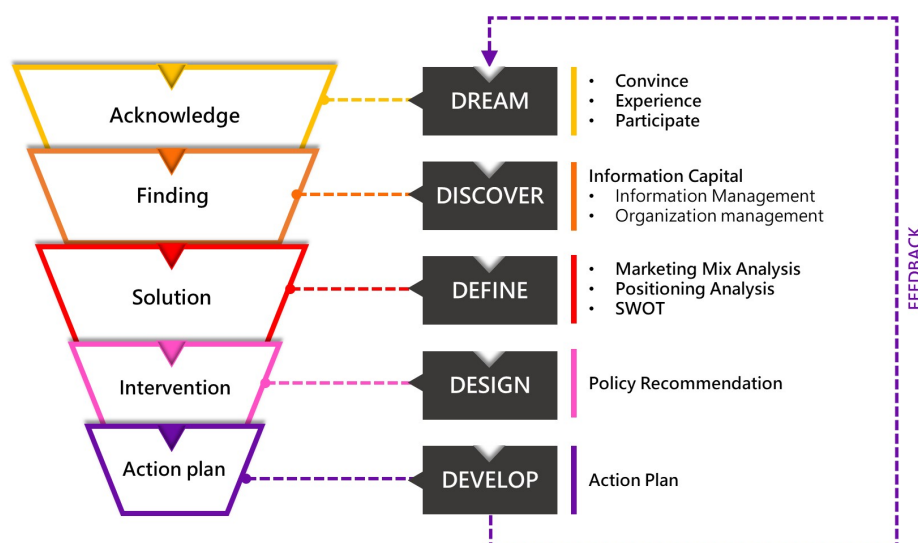 Acknowledge
DREAM
• Convince
• Experience
• Participate
Finding
DISCOVER
Information Capital
• Information Management
• Organization management
Solution
DEFINE
• Marketing Mix Analysis
• Positioning Analysis
• SWOT
Intervention
DESIGN
Policy Recommendation
Action plan
DEVELOP
Action Plan
FEEDBACK